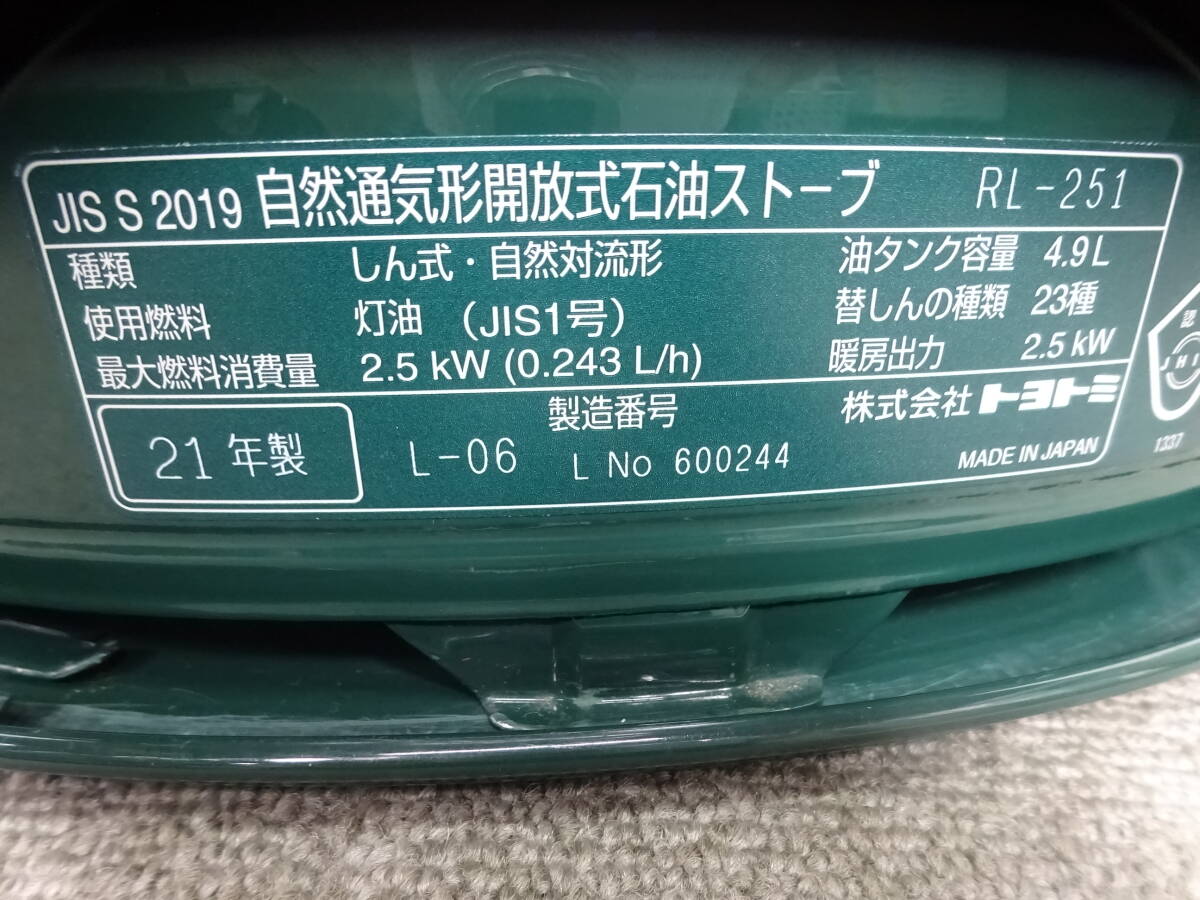 JIS S 2019 自然通気形開放式石油ストーブ RL-251
種類 しん式・自然対流形 油タンク容量 4.9L
使用燃料 灯油 (JIS1号) 替しんの種類 23種
最大燃料消費量 2.5 kW (0.243 L/h) 暖房出力 2.5 kW
21 年製 L-06 製造番号 L No 600244 株式会社トヨトミ
MADE IN JAPAN
認
JH
1337